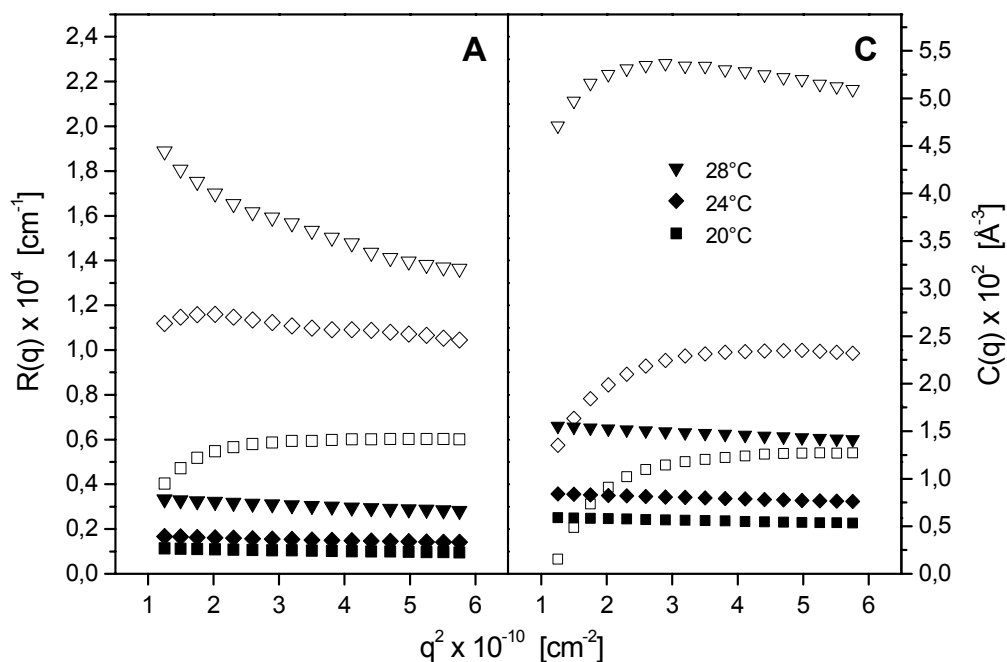 A
C
R(q) x 10⁴ [cm⁻¹]
2,4
2,2
2,0
1,8
1,6
1,4
1,2
1,0
0,8
0,6
0,4
0,2
0,0
28°C
24°C
20°C
5,5
5,0
4,5
4,0
3,5
3,0
2,5
2,0
1,5
1,0
0,5
0,0
C(q) x 10² [Å⁻³]
1 2 3 4 5 6 1 2 3 4 5 6
q² x 10⁻¹⁰ [cm⁻²]